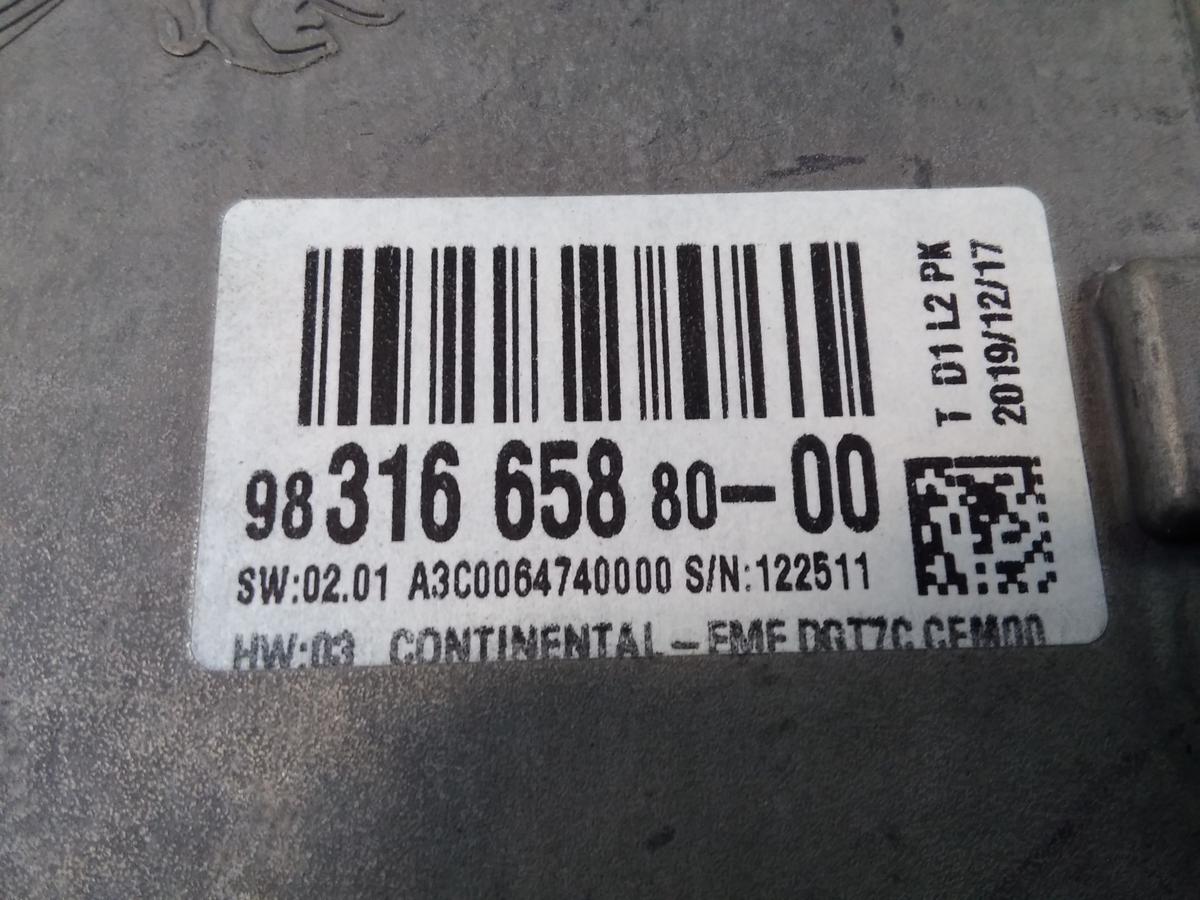 98 316 658 80-00
SW:02.01 A3C0064740000 S/N:122511
HW:03 CONTINENTAL-EMF DGT7C CEM00
T D1 L2 PK
2019/12/17